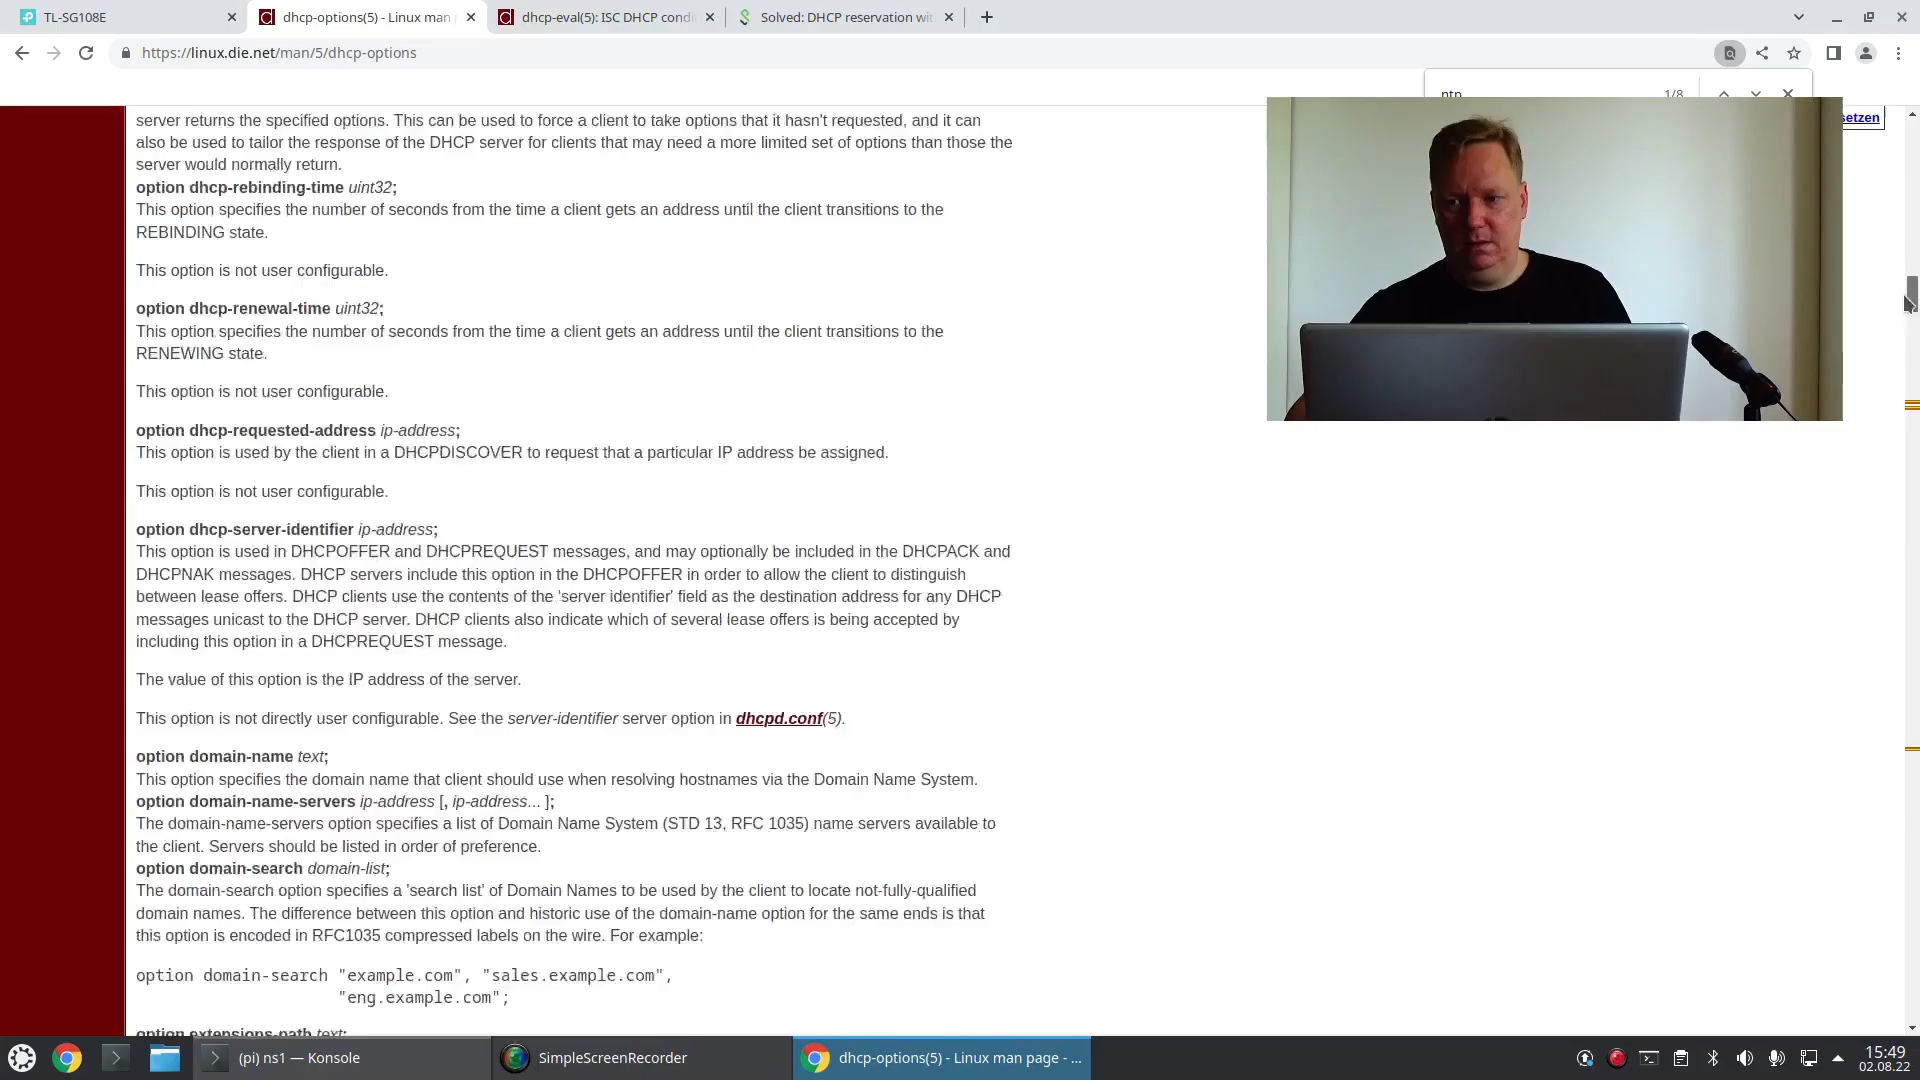 TL-SG108E
dhcp-options(5) - Linux man
dhcp-eval(5): ISC DHCP condi
Solved: DHCP reservation wit
https://linux.die.net/man/5/dhcp-options
ntp
1/8
setzen
server returns the specified options. This can be used to force a client to take options that it hasn't requested, and it can
also be used to tailor the response of the DHCP server for clients that may need a more limited set of options than those the
server would normally return.
option dhcp-rebinding-time uint32;
This option specifies the number of seconds from the time a client gets an address until the client transitions to the
REBINDING state.
This option is not user configurable.
option dhcp-renewal-time uint32;
This option specifies the number of seconds from the time a client gets an address until the client transitions to the
RENEWING state.
This option is not user configurable.
option dhcp-requested-address ip-address;
This option is used by the client in a DHCPDISCOVER to request that a particular IP address be assigned.
This option is not user configurable.
option dhcp-server-identifier ip-address;
This option is used in DHCPOFFER and DHCPREQUEST messages, and may optionally be included in the DHCPACK and
DHCPNAK messages. DHCP servers include this option in the DHCPOFFER in order to allow the client to distinguish
between lease offers. DHCP clients use the contents of the 'server identifier' field as the destination address for any DHCP
messages unicast to the DHCP server. DHCP clients also indicate which of several lease offers is being accepted by
including this option in a DHCPREQUEST message.
The value of this option is the IP address of the server.
This option is not directly user configurable. See the server-identifier server option in dhcpd.conf(5).
option domain-name text;
This option specifies the domain name that client should use when resolving hostnames via the Domain Name System.
option domain-name-servers ip-address [, ip-address... ];
The domain-name-servers option specifies a list of Domain Name System (STD 13, RFC 1035) name servers available to
the client. Servers should be listed in order of preference.
option domain-search domain-list;
The domain-search option specifies a 'search list' of Domain Names to be used by the client to locate not-fully-qualified
domain names. The difference between this option and historic use of the domain-name option for the same ends is that
this option is encoded in RFC1035 compressed labels on the wire. For example:
option domain-search "example.com", "sales.example.com",
"eng.example.com";
option extensions-path text;
(pi) ns1 — Konsole
SimpleScreenRecorder
dhcp-options(5) - Linux man page - ...
15:49
02.08.22